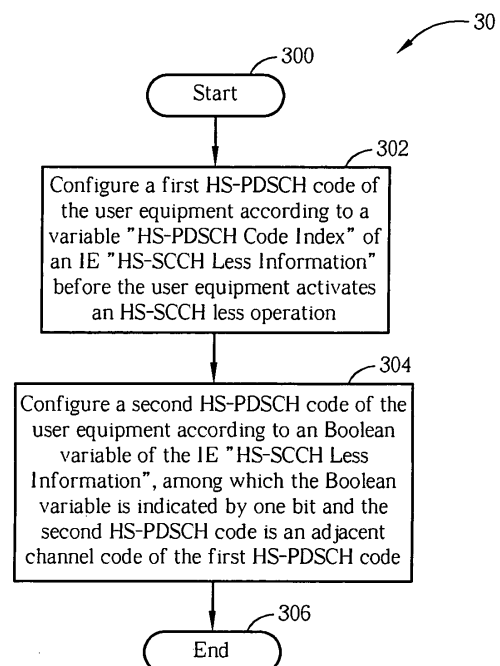 30
300
Start
302
Configure a first HS-PDSCH code of
the user equipment according to a
variable "HS-PDSCH Code Index" of
an IE "HS-SCCH Less Information"
before the user equipment activates
an HS-SCCH less operation
304
Configure a second HS-PDSCH code of the
user equipment according to an Boolean
variable of the IE "HS-SCCH Less
Information", among which the Boolean
variable is indicated by one bit and the
second HS-PDSCH code is an adjacent
channel code of the first HS-PDSCH code
306
End